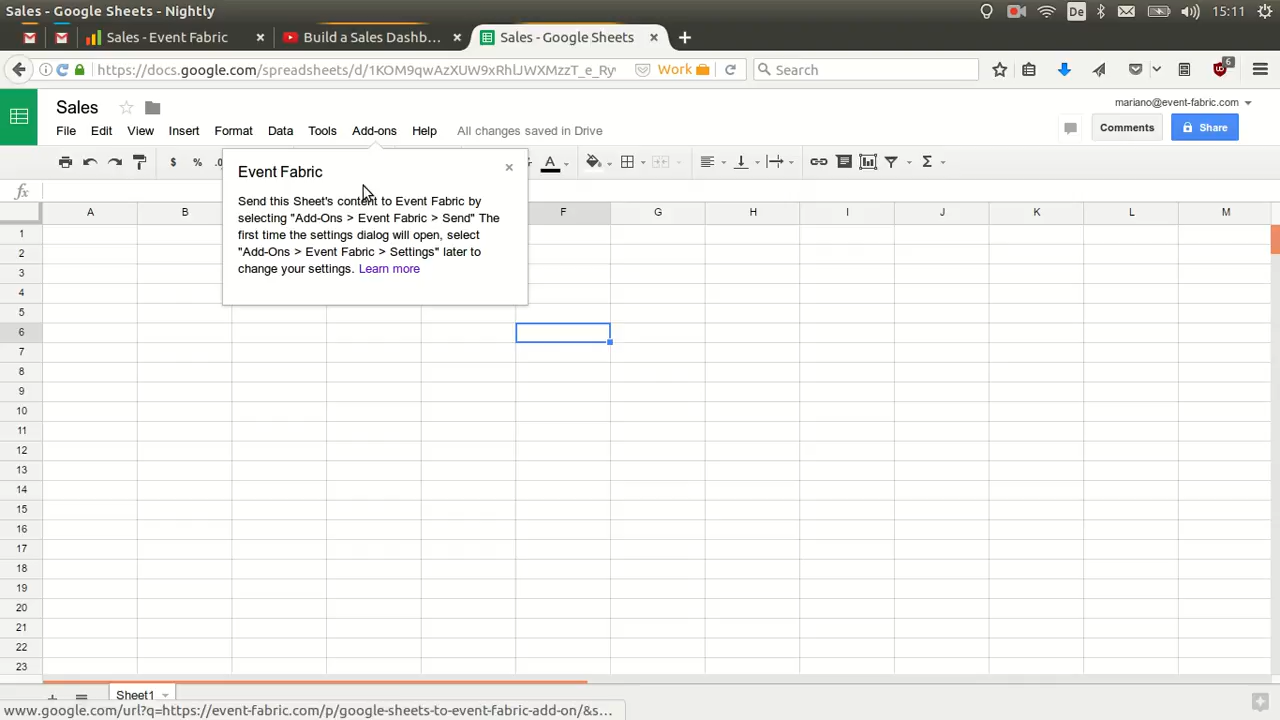 Sales - Google Sheets - Nightly
De
15:11
Sales - Event Fabric
Build a Sales Dashb...
Sales - Google Sheets
https://docs.google.com/spreadsheets/d/1KOM9qwAzXUW9xRhlJWXMzzT_e_Ry
Work
Search
6
Sales
mariano@event-fabric.com
File Edit View Insert Format Data Tools Add-ons Help All changes saved in Drive
Comments
Share
$ % .0
A
Σ
Event Fabric
Send this Sheet's content to Event Fabric by
selecting "Add-Ons > Event Fabric > Send" The
first time the settings dialog will open, select
"Add-Ons > Event Fabric > Settings" later to
change your settings. Learn more
fx
A B F G H I J K L M
1
2
3
4
5
6
7
8
9
10
11
12
13
14
15
16
17
18
19
20
21
22
23
Sheet1
www.google.com/url?q=https://event-fabric.com/p/google-sheets-to-event-fabric-add-on/&s...